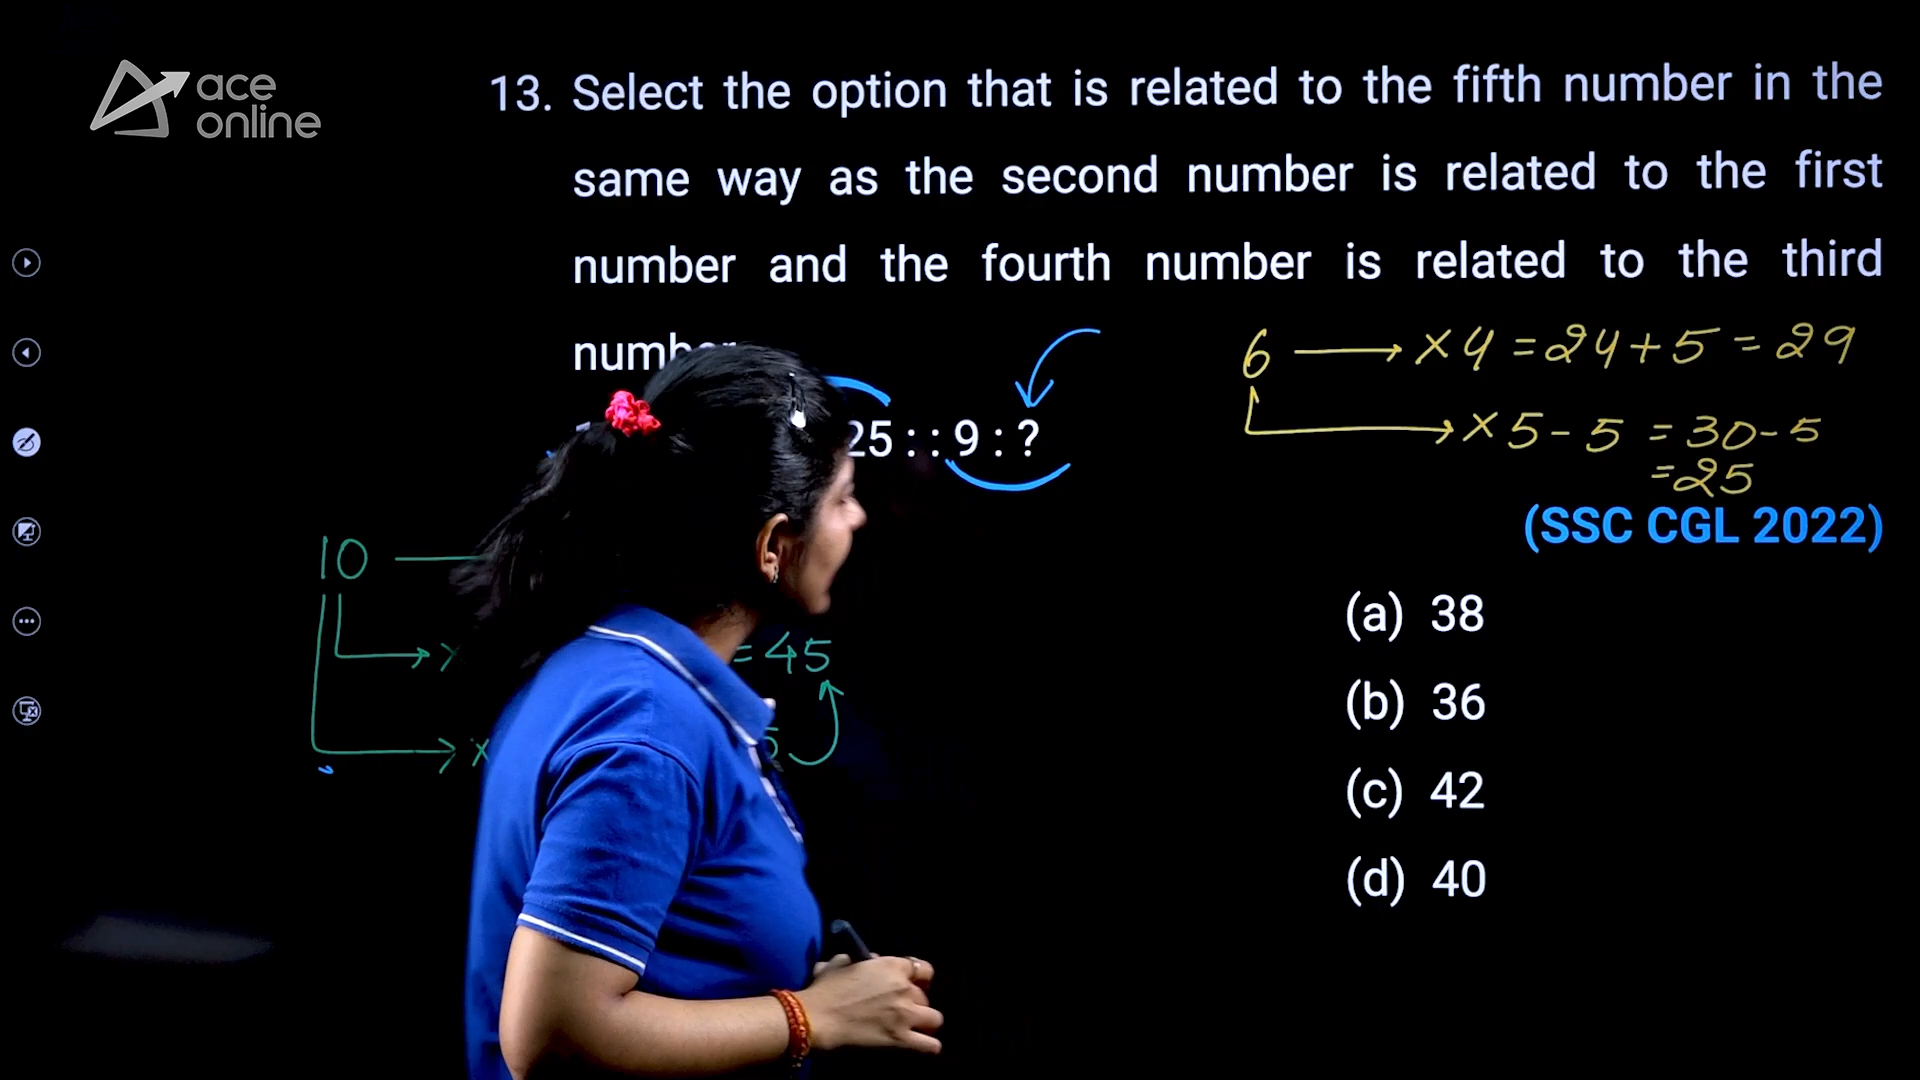 ace
online
13. Select the option that is related to the fifth number in the
same way as the second number is related to the first
number and the fourth number is related to the third
25 : : 9 : ?
6 → ×4 = 24 + 5 = 29
→ ×5 - 5 = 30 - 5
= 25
(SSC CGL 2022)
10
= 45
(a) 38
(b) 36
(c) 42
(d) 40